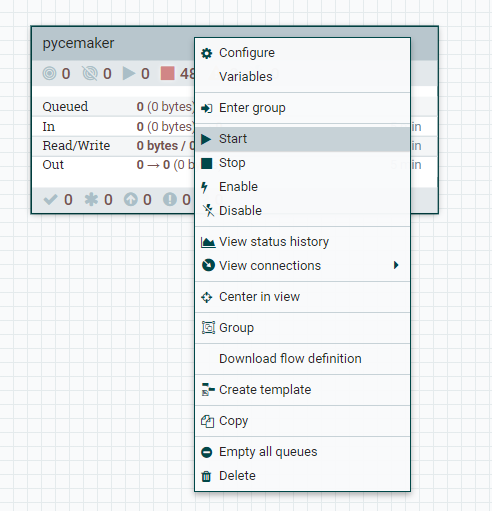 pycemaker
0 0 0 48
Queued 0 (0 bytes)
In 0 (0 bytes) in
Read/Write 0 bytes / 0 in
Out 0 → 0 (0 b in
0 0 0 0
Configure
Variables
Enter group
Start
Stop
Enable
Disable
View status history
View connections
Center in view
Group
Download flow definition
Create template
Copy
Empty all queues
Delete